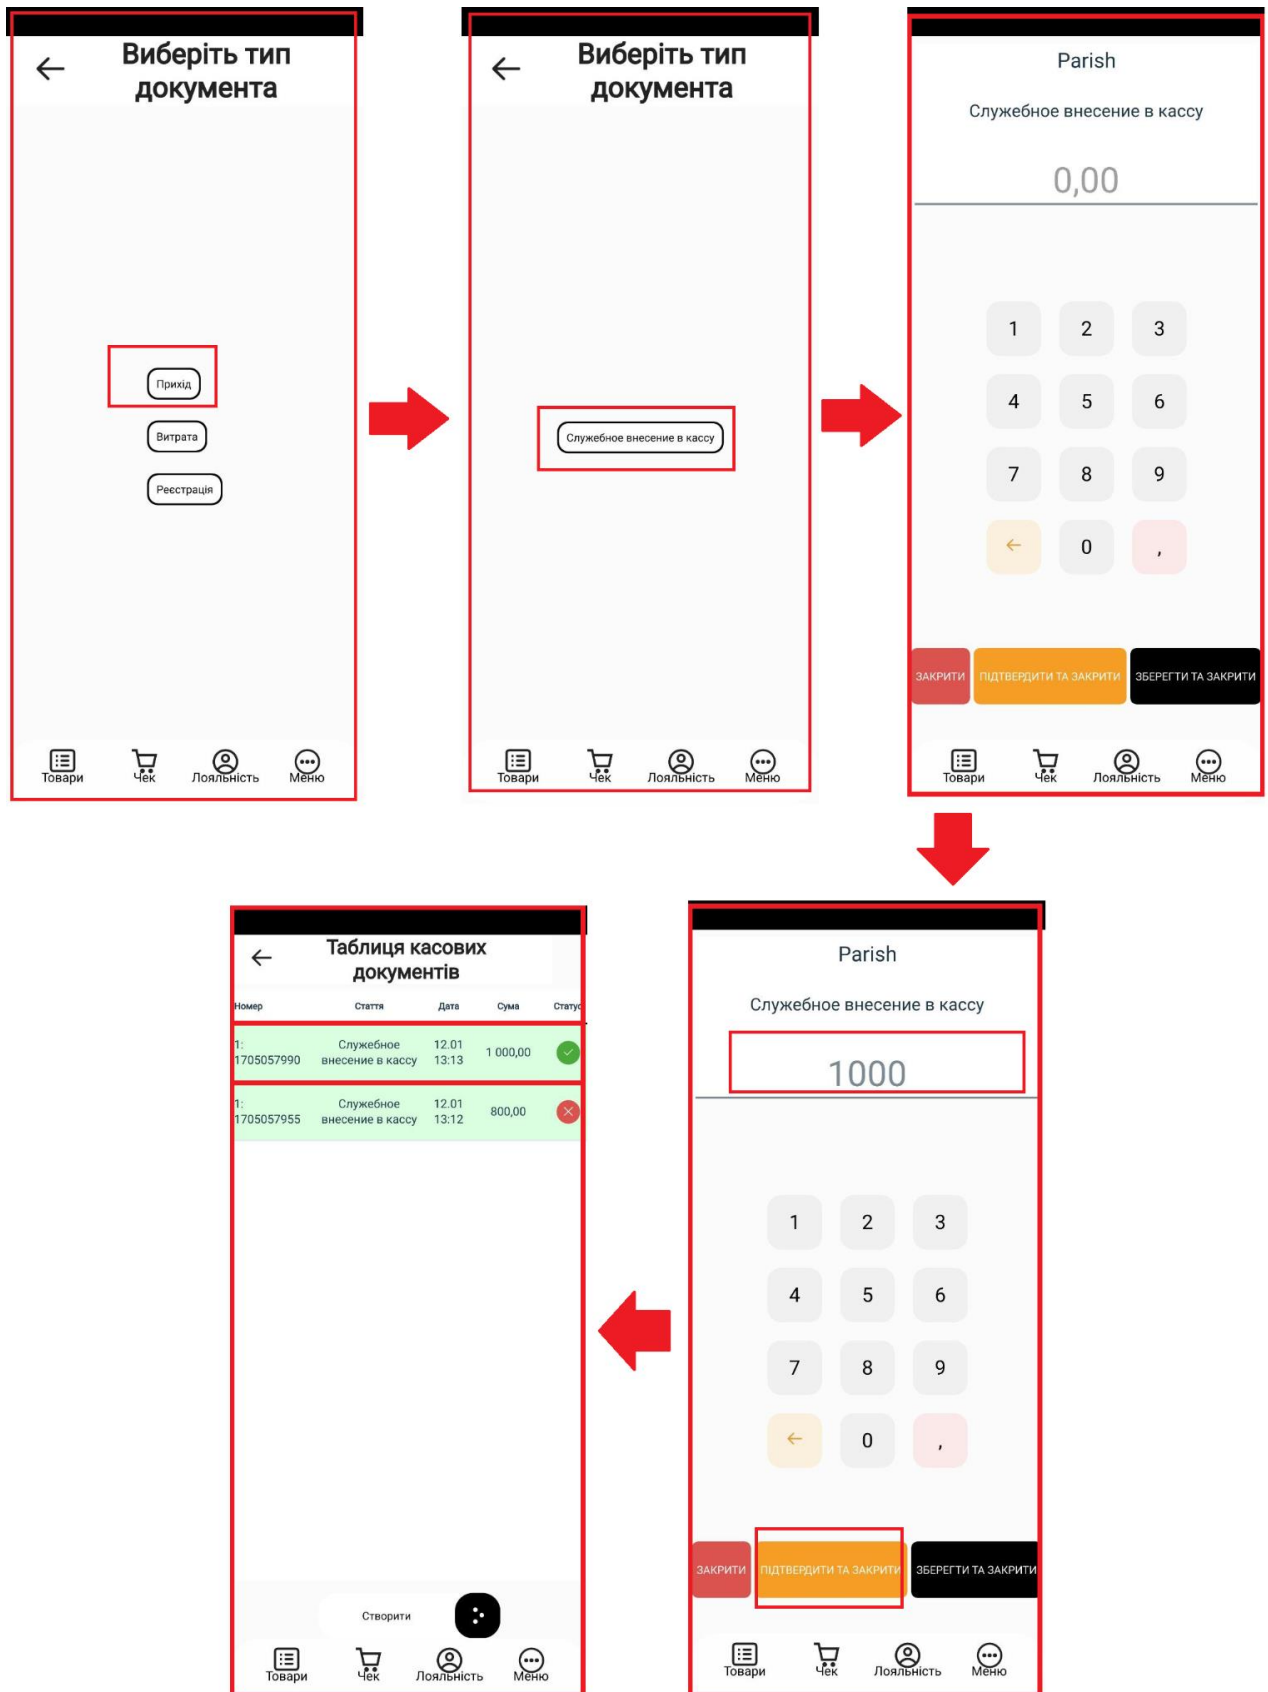 Виберіть тип
документа
Прихід
Витрата
Реєстрація
Товари
Чек
Лояльність
Меню
Виберіть тип
документа
Служебное внесение в кассу
Товари
Чек
Лояльність
Меню
Parish
Служебное внесение в кассу
0,00
1 2 3
4 5 6
7 8 9
← 0 ,
ЗАКРИТИ ПІДТВЕРДИТИ ТА ЗАКРИТИ ЗБЕРЕГТИ ТА ЗАКРИТИ
Товари
Чек
Лояльність
Меню
Таблиця касових
документів
Номер Стаття Дата Сума Статус
1: Служебное 12.01
1705057990 внесение в кассу 13:13 1 000,00
1: Служебное 12.01
1705057955 внесение в кассу 13:12 800,00
Створити
Товари
Чек
Лояльність
Меню
Parish
Служебное внесение в кассу
1000
1 2 3
4 5 6
7 8 9
← 0 ,
ЗАКРИТИ ПІДТВЕРДИТИ ТА ЗАКРИТИ ЗБЕРЕГТИ ТА ЗАКРИТИ
Товари
Чек
Лояльність
Меню